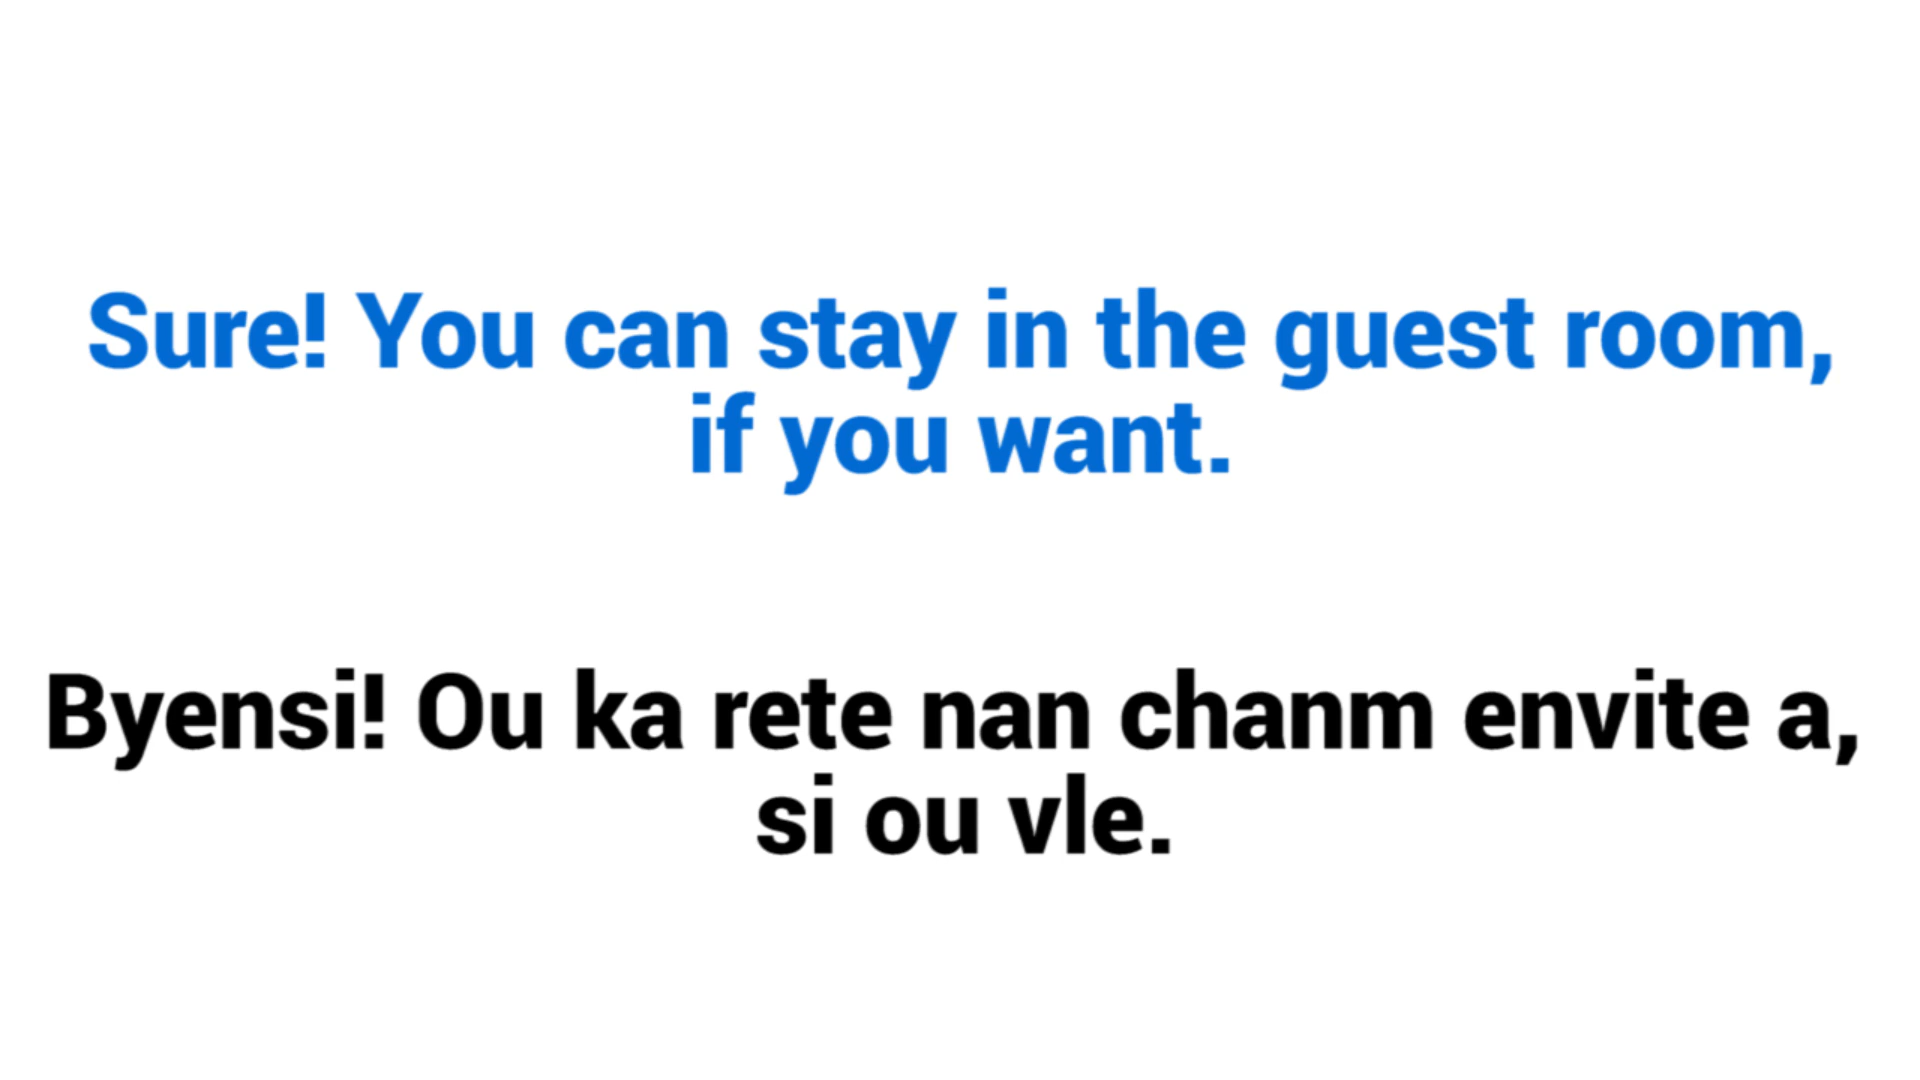 Sure! You can stay in the guest room,
if you want.
Byensi! Ou ka rete nan chanm envite a,
si ou vle.